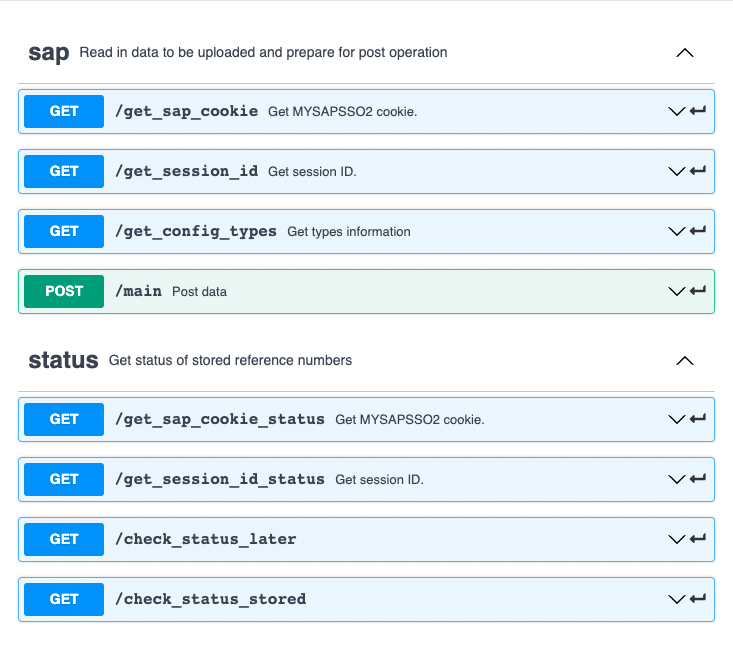 sap Read in data to be uploaded and prepare for post operation
GET /get_sap_cookie Get MYSAPSSO2 cookie.
GET /get_session_id Get session ID.
GET /get_config_types Get types information
POST /main Post data
status Get status of stored reference numbers
GET /get_sap_cookie_status Get MYSAPSSO2 cookie.
GET /get_session_id_status Get session ID.
GET /check_status_later
GET /check_status_stored